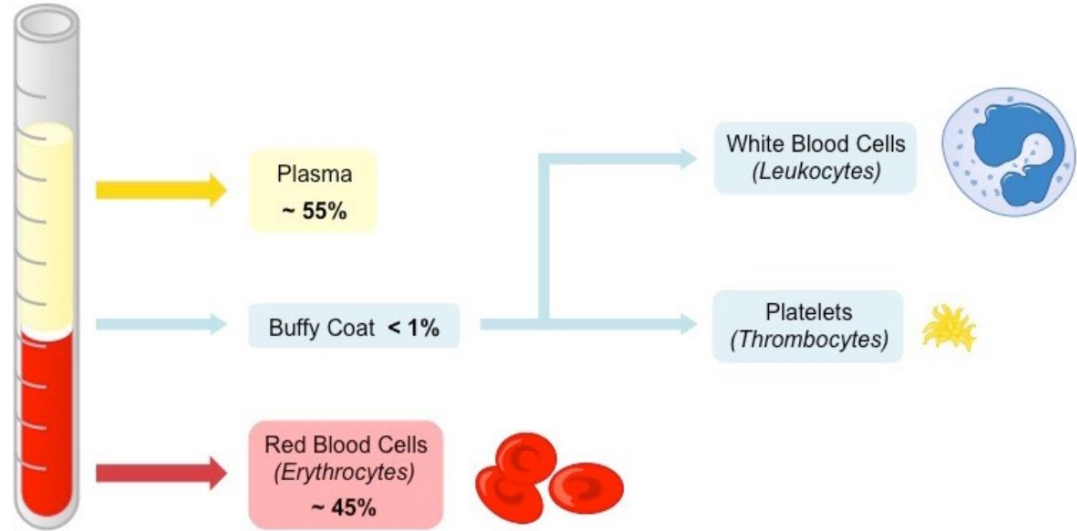 Plasma
~ 55%
Buffy Coat < 1%
White Blood Cells
(Leukocytes)
Platelets
(Thrombocytes)
Red Blood Cells
(Erythrocytes)
~ 45%